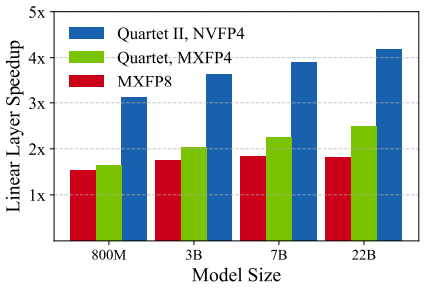 5x
4x
3x
2x
1x
Linear Layer Speedup
Quartet II, NVFP4
Quartet, MXFP4
MXFP8
800M 3B 7B 22B
Model Size